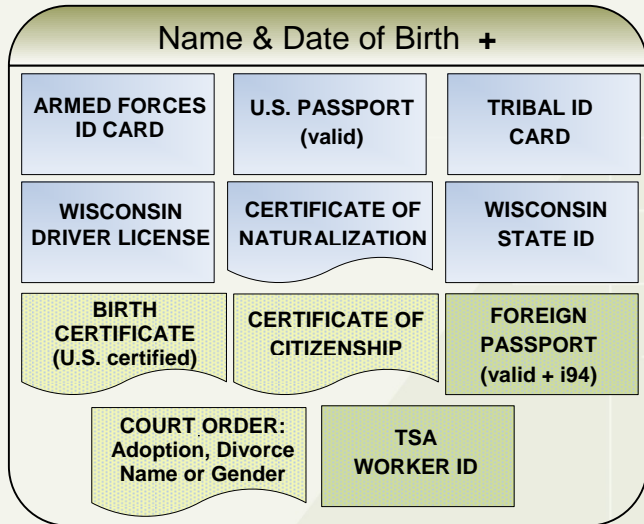 Name & Date of Birth +
ARMED FORCES
ID CARD
U.S. PASSPORT
(valid)
TRIBAL ID
CARD
WISCONSIN
DRIVER LICENSE
CERTIFICATE OF
NATURALIZATION
WISCONSIN
STATE ID
BIRTH
CERTIFICATE
(U.S. certified)
CERTIFICATE OF
CITIZENSHIP
FOREIGN
PASSPORT
(valid + i94)
COURT ORDER:
Adoption, Divorce
Name or Gender
TSA
WORKER ID